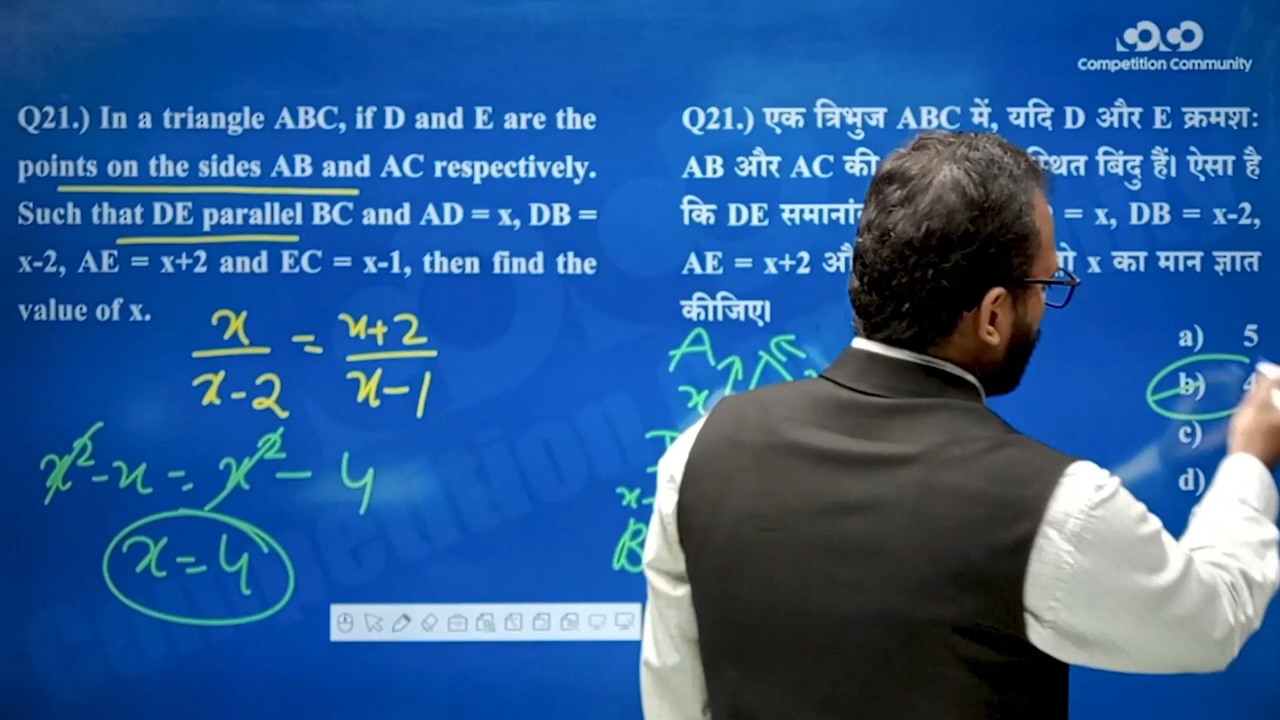 Competition Community
Q21.) In a triangle ABC, if D and E are the
points on the sides AB and AC respectively.
Such that DE parallel BC and AD = x, DB =
x-2, AE = x+2 and EC = x-1, then find the
value of x.
x/x-2 = x+2/x-1
x²-x = x² - 4
x = 4
Q21.) एक त्रिभुज ABC में, यदि D और E क्रमशः
AB और AC की बिंदु हैं। ऐसा है
कि DE = x, DB = x-2,
AE = x+2 x का मान ज्ञात
कीजिए।
A
x
B
a) 5
b) 4
c)
d)